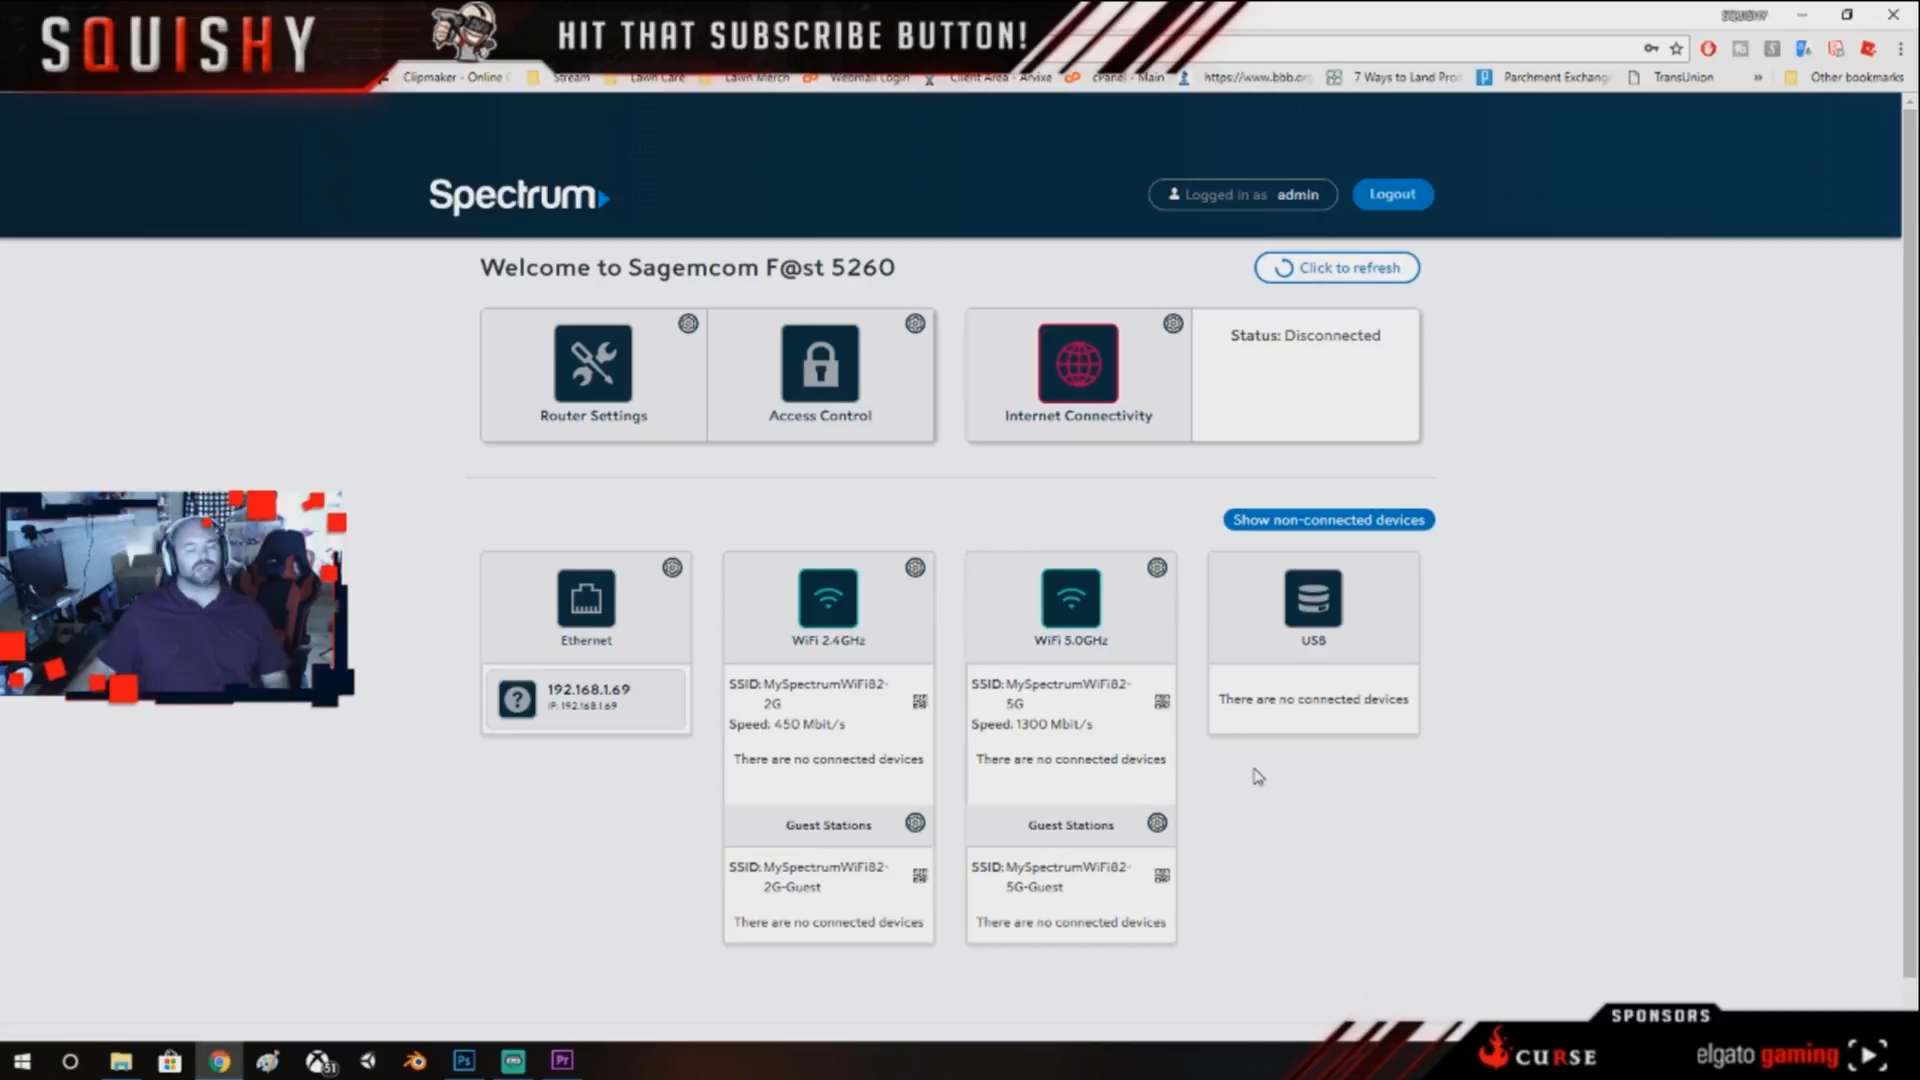 SQUISHY
HIT THAT SUBSCRIBE BUTTON!
SQUISHY
Clipmaker - Online
Stream
Lawn Care
Lawn Merch
Webmail Login
Client Area - Arvixe
cPanel - Main
https://www.bbb.org
7 Ways to Land Prod
Parchment Exchang
TransUnion
»
Other bookmarks
Spectrum
Logged in as admin
Logout
Welcome to Sagemcom F@st 5260
Click to refresh
Router Settings
Access Control
Internet Connectivity
Status: Disconnected
Show non-connected devices
Ethernet
WiFi 2.4GHz
WiFi 5.0GHz
USB
192.168.1.69
IP: 192.168.1.69
SSID: MySpectrumWiFi82-
2G
Speed: 450 Mbit/s
There are no connected devices
SSID: MySpectrumWiFi82-
5G
Speed: 1300 Mbit/s
There are no connected devices
There are no connected devices
Guest Stations
Guest Stations
SSID: MySpectrumWiFi82-
2G-Guest
There are no connected devices
SSID: MySpectrumWiFi82-
5G-Guest
There are no connected devices
SPONSORS
CURSE
elgato gaming
51
Ps
Pr